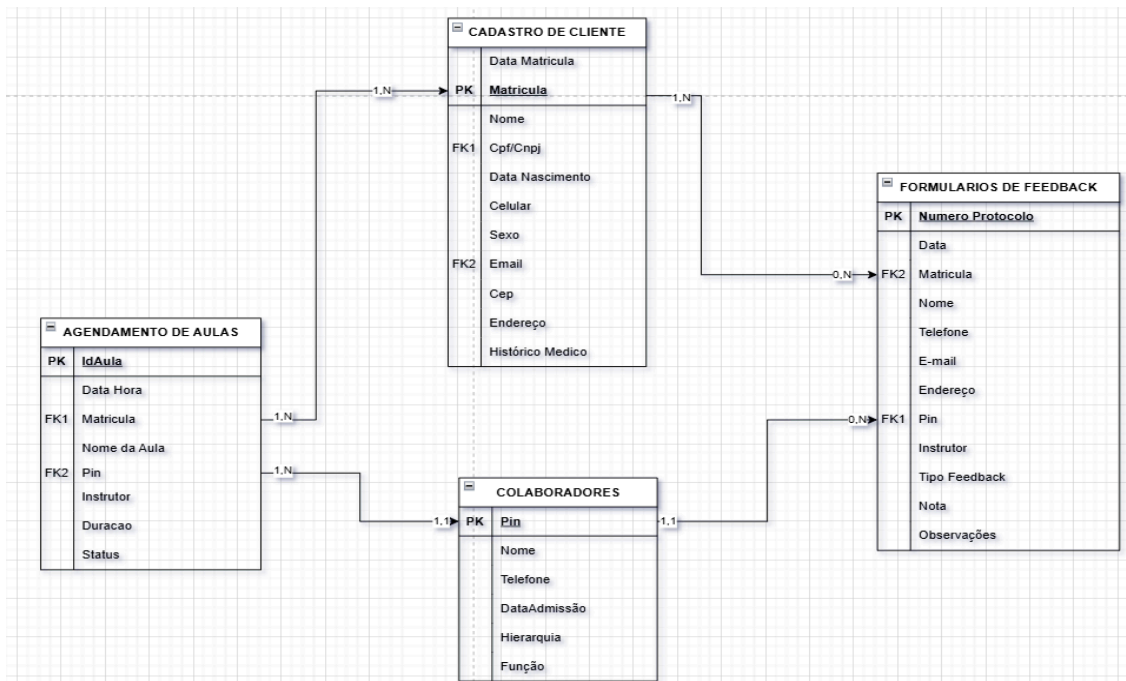 CADASTRO DE CLIENTE
Data Matricula
PK Matricula
Nome
FK1 Cpf/Cnpj
Data Nascimento
Celular
Sexo
FK2 Email
Cep
Endereço
Histórico Medico
1,N
1,N
FORMULARIOS DE FEEDBACK
PK Numero Protocolo
Data
0,N FK2 Matricula
Nome
Telefone
E-mail
Endereço
0,N FK1 Pin
Instrutor
Tipo Feedback
Nota
Observações
AGENDAMENTO DE AULAS
PK IdAula
Data Hora
FK1 Matricula 1,N
Nome da Aula
FK2 Pin 1,N
Instrutor
Duracao
Status
COLABORADORES
1,1 PK Pin 1,1
Nome
Telefone
DataAdmissão
Hierarquia
Função